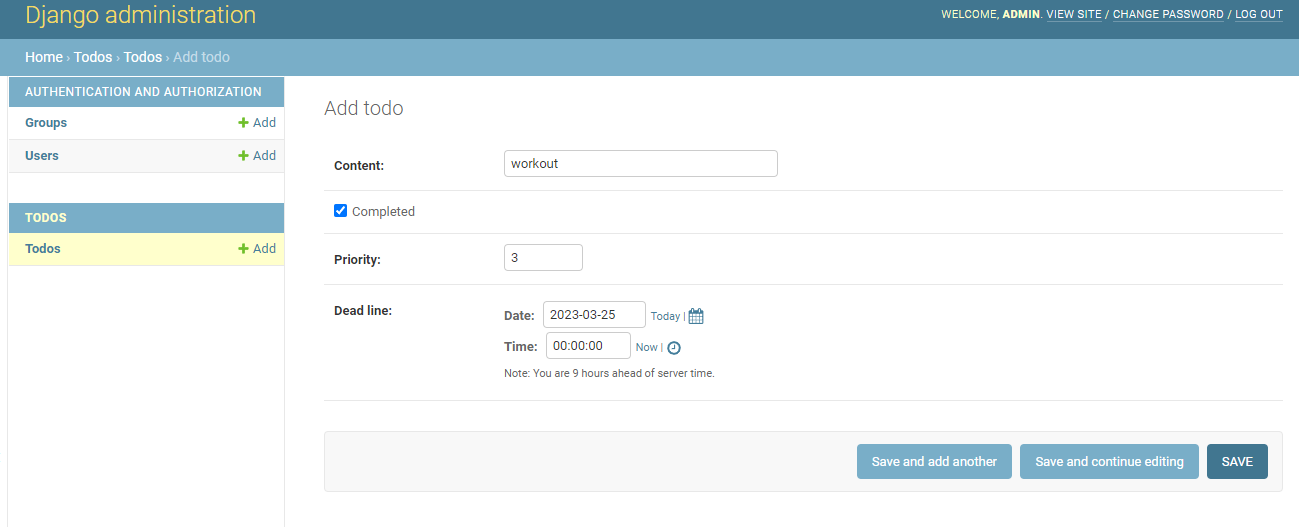 Django administration
WELCOME, ADMIN. VIEW SITE / CHANGE PASSWORD / LOG OUT
Home › Todos › Todos › Add todo
AUTHENTICATION AND AUTHORIZATION
Groups + Add
Users + Add
TODOS
Todos + Add
Add todo
Content: workout
Completed
Priority: 3
Dead line:
Date: 2023-03-25 Today |
Time: 00:00:00 Now |
Note: You are 9 hours ahead of server time.
Save and add another Save and continue editing SAVE